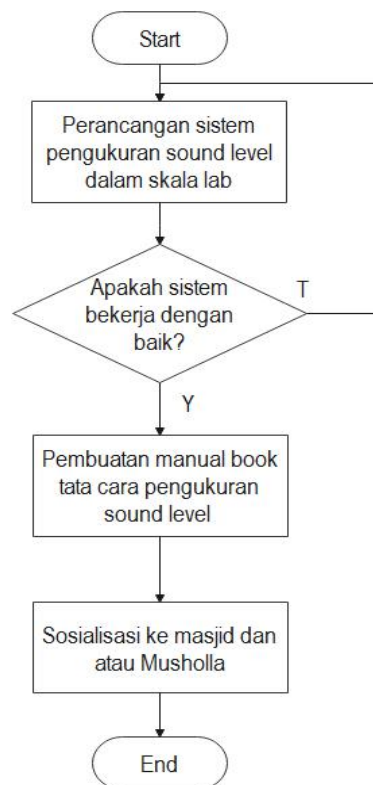 Start
Perancangan sistem
pengukuran sound level
dalam skala lab
Apakah sistem
bekerja dengan
baik?
T
Y
Pembuatan manual book
tata cara pengukuran
sound level
Sosialisasi ke masjid dan
atau Musholla
End